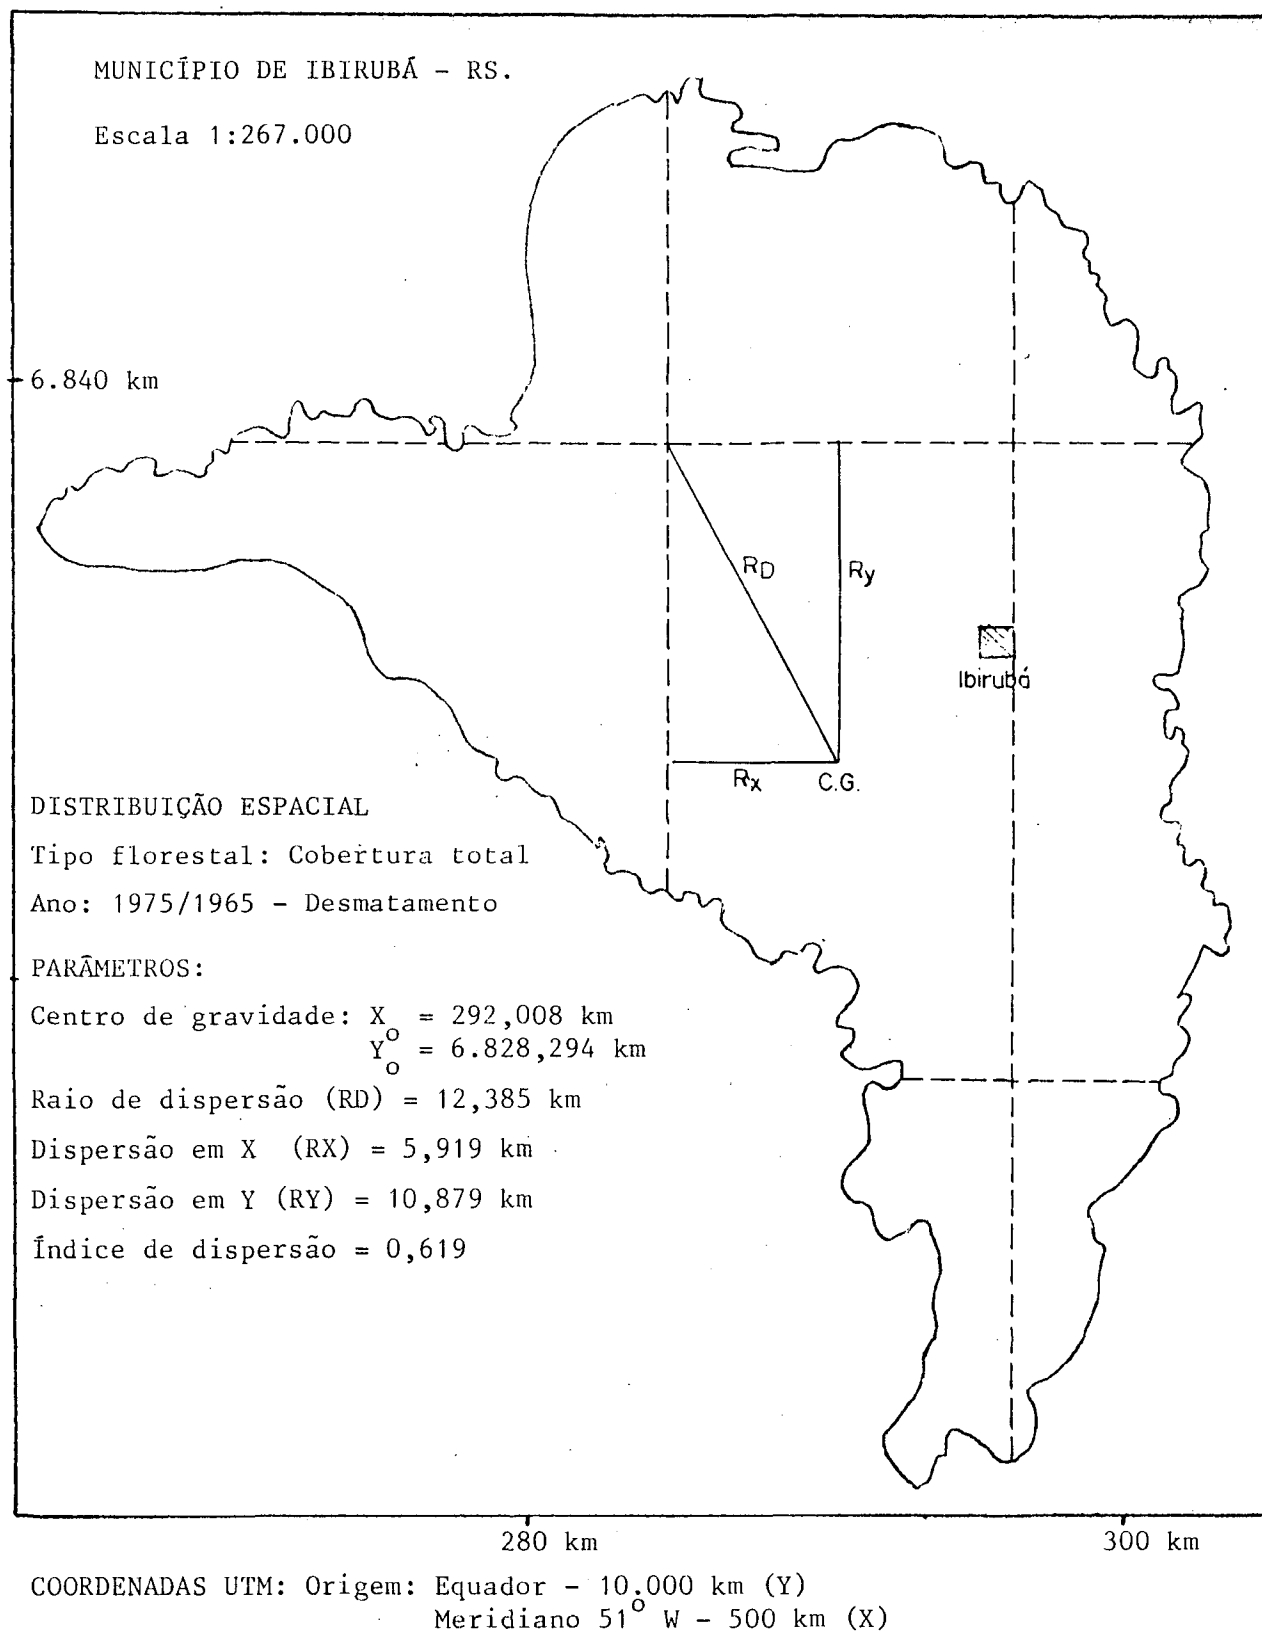 MUNICÍPIO DE IBIRUBÁ - RS.
Escala 1:267.000
6.840 km
RD
Ry
Ibirubá
Rx
C.G.
DISTRIBUIÇÃO ESPACIAL
Tipo florestal: Cobertura total
Ano: 1975/1965 - Desmatamento
PARÂMETROS:
Centro de gravidade: Xo = 292,008 km
Yo = 6.828,294 km
Raio de dispersão (RD) = 12,385 km
Dispersão em X (RX) = 5,919 km
Dispersão em Y (RY) = 10,879 km
Índice de dispersão = 0,619
280 km
300 km
COORDENADAS UTM: Origem: Equador - 10.000 km (Y)
Meridiano 51° W - 500 km (X)